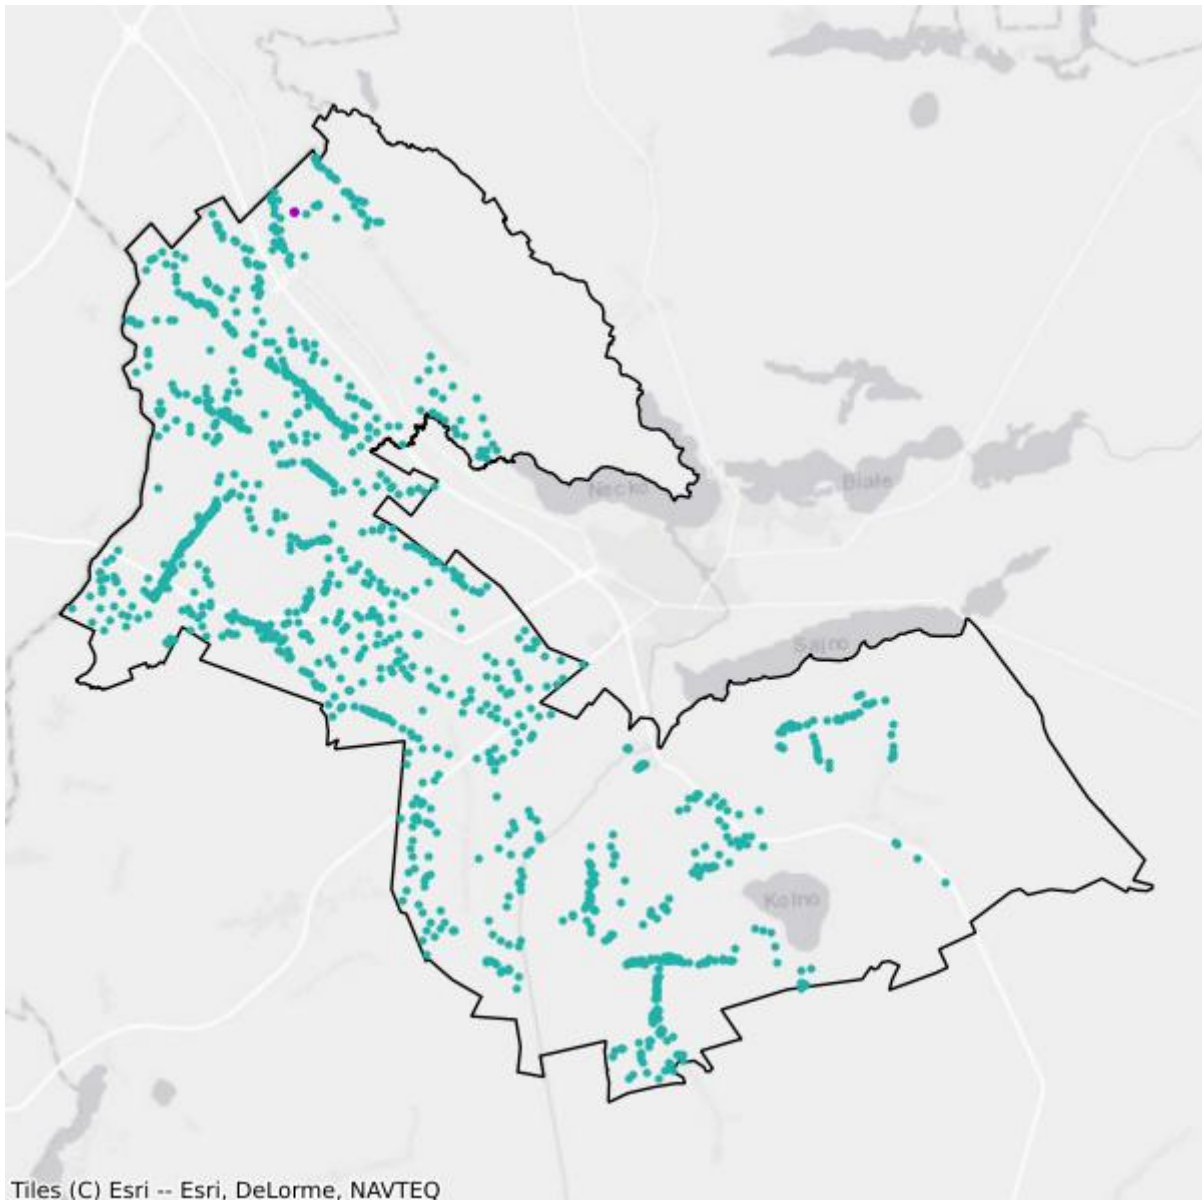 Necko
Białe
Sajno
Kolno
Tiles (C) Esri -- Esri, DeLorme, NAVTEQ